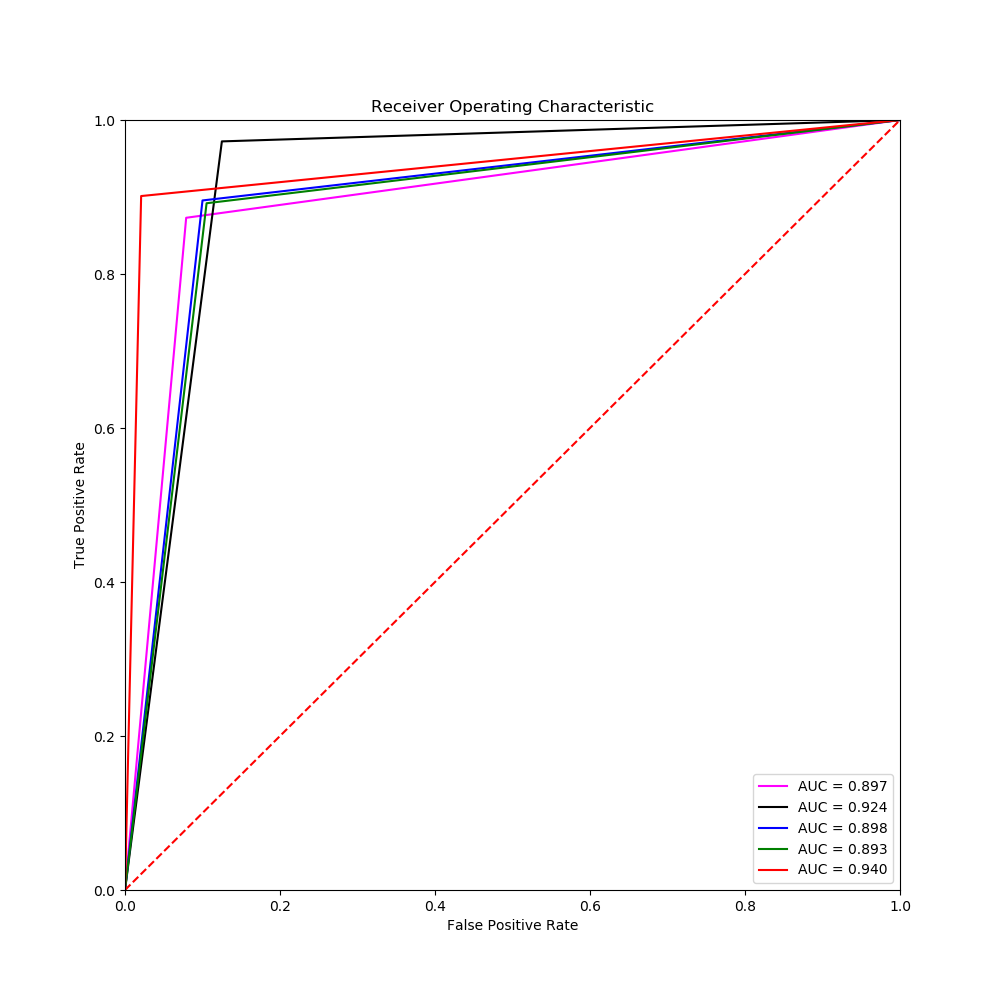 Receiver Operating Characteristic
1.0
0.8
0.6
0.4
0.2
0.0
True Positive Rate
0.0 0.2 0.4 0.6 0.8 1.0
False Positive Rate
AUC = 0.897
AUC = 0.924
AUC = 0.898
AUC = 0.893
AUC = 0.940